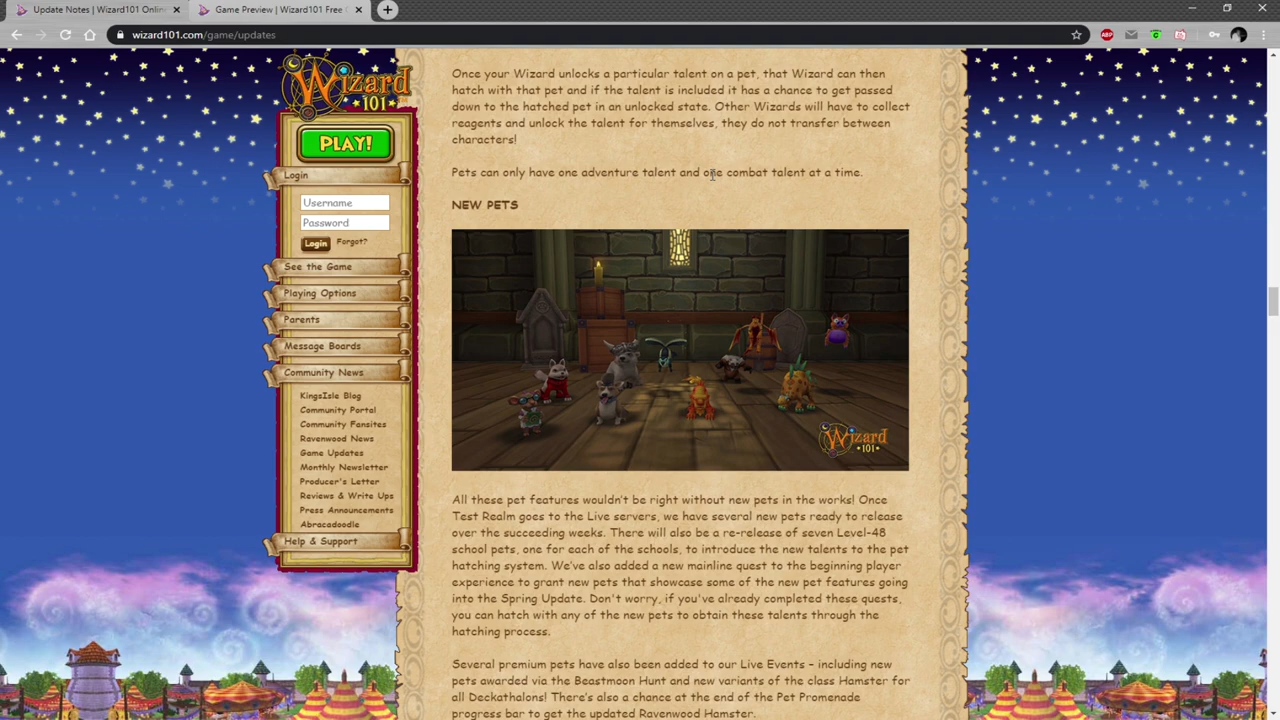 Update Notes | Wizard101 Onlin
Game Preview | Wizard101 Free
wizard101.com/game/updates
ABP
Wizard
101
PLAY!
Login
Username
Password
Login Forgot?
See the Game
Playing Options
Parents
Message Boards
Community News
KingsIsle Blog
Community Portal
Community Fansites
Ravenwood News
Game Updates
Monthly Newsletter
Producer's Letter
Reviews & Write Ups
Press Announcements
Abracadoodle
Help & Support
Once your Wizard unlocks a particular talent on a pet, that Wizard can then
hatch with that pet and if the talent is included it has a chance to get passed
down to the hatched pet in an unlocked state. Other Wizards will have to collect
reagents and unlock the talent for themselves, they do not transfer between
characters!
Pets can only have one adventure talent and one combat talent at a time.
NEW PETS
Wizard
101
All these pet features wouldn't be right without new pets in the works! Once
Test Realm goes to the Live servers, we have several new pets ready to release
over the succeeding weeks. There will also be a re-release of seven Level-48
school pets, one for each of the schools, to introduce the new talents to the pet
hatching system. We've also added a new mainline quest to the beginning player
experience to grant new pets that showcase some of the new pet features going
into the Spring Update. Don't worry, if you've already completed these quests,
you can hatch with any of the new pets to obtain these talents through the
hatching process.
Several premium pets have also been added to our Live Events – including new
pets awarded via the Beastmoon Hunt and new variants of the class Hamster for
all Deckathalons! There's also a chance at the end of the Pet Promenade
progress bar to get the updated Ravenwood Hamster.